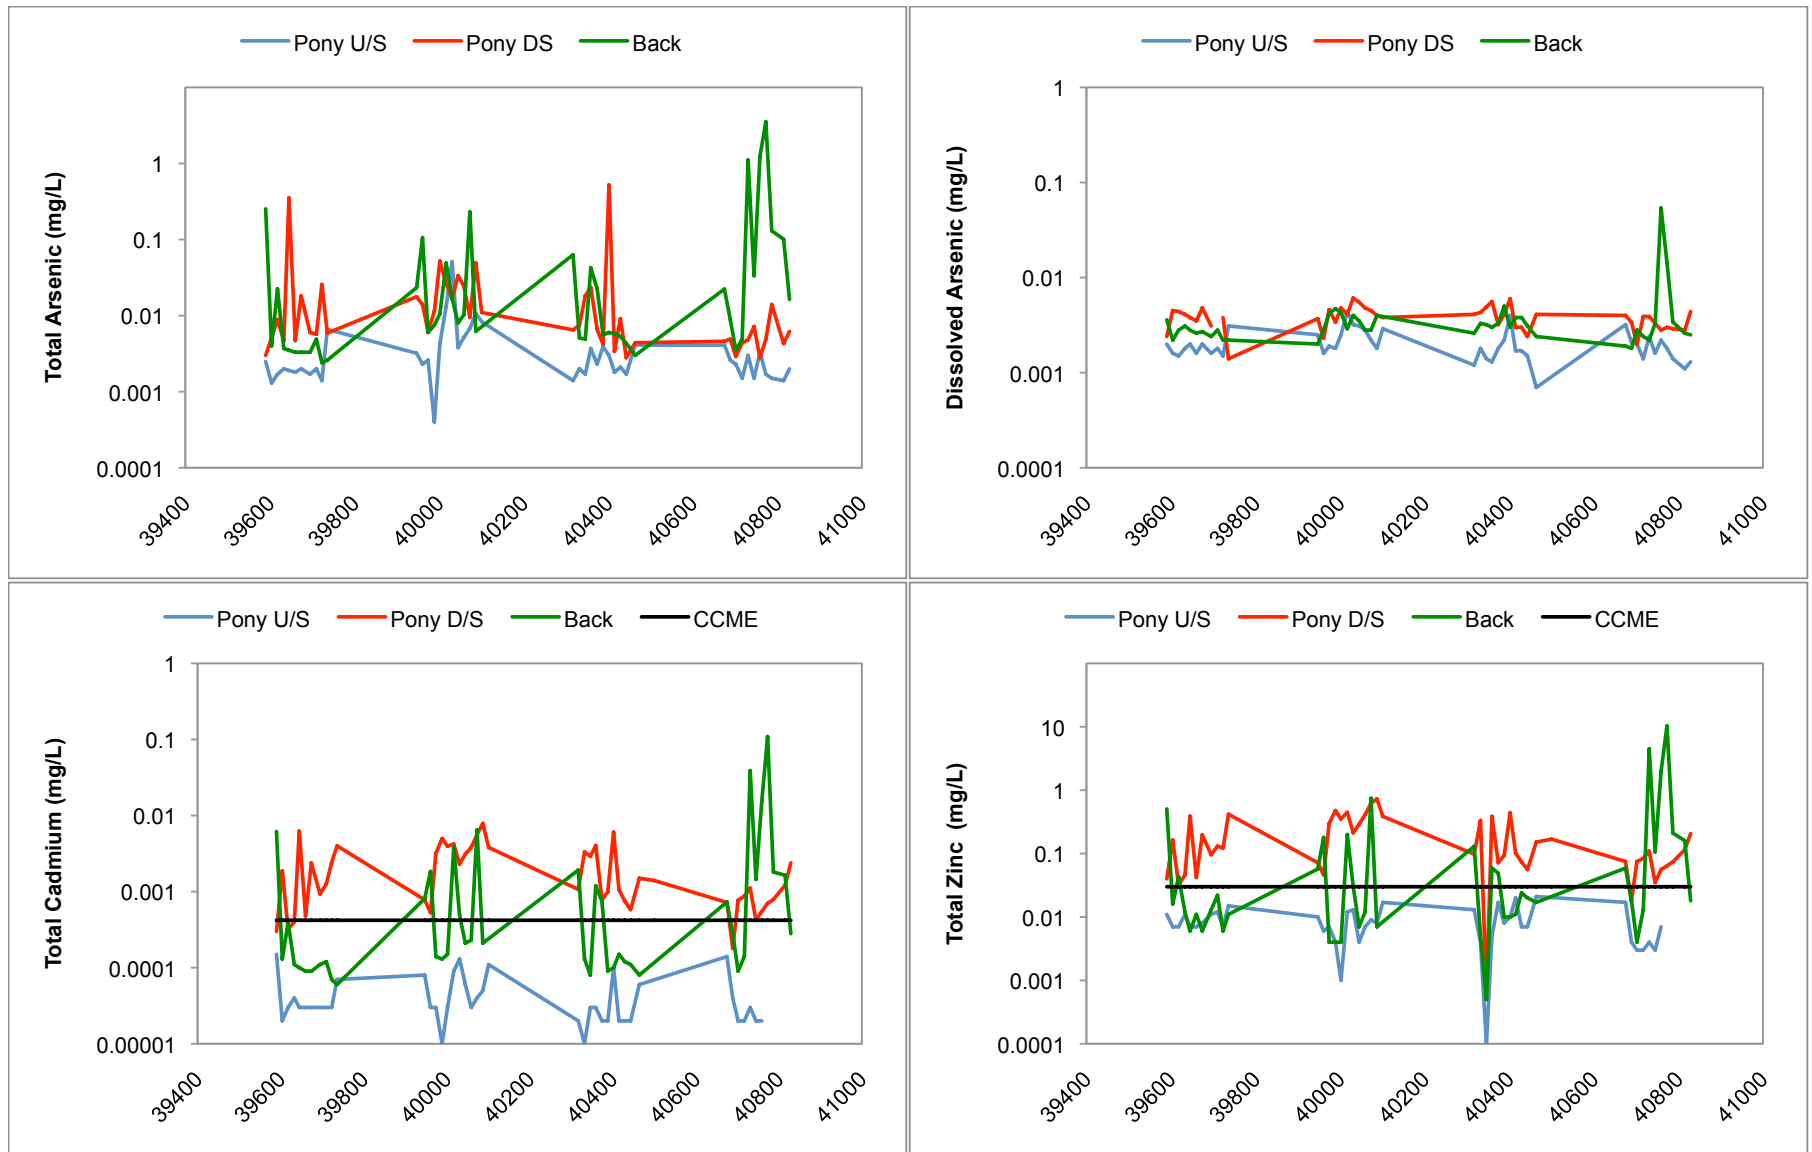 Pony U/S Pony DS Back
Total Arsenic (mg/L)
1
0.1
0.01
0.001
0.0001
39400 39600 39800 40000 40200 40400 40600 40800 41000
Pony U/S Pony DS Back
Dissolved Arsenic (mg/L)
1
0.1
0.01
0.001
0.0001
39400 39600 39800 40000 40200 40400 40600 40800 41000
Pony U/S Pony D/S Back CCME
Total Cadmium (mg/L)
1
0.1
0.01
0.001
0.0001
0.00001
39400 39600 39800 40000 40200 40400 40600 40800 41000
Pony U/S Pony D/S Back CCME
Total Zinc (mg/L)
10
1
0.1
0.01
0.001
0.0001
39400 39600 39800 40000 40200 40400 40600 40800 41000